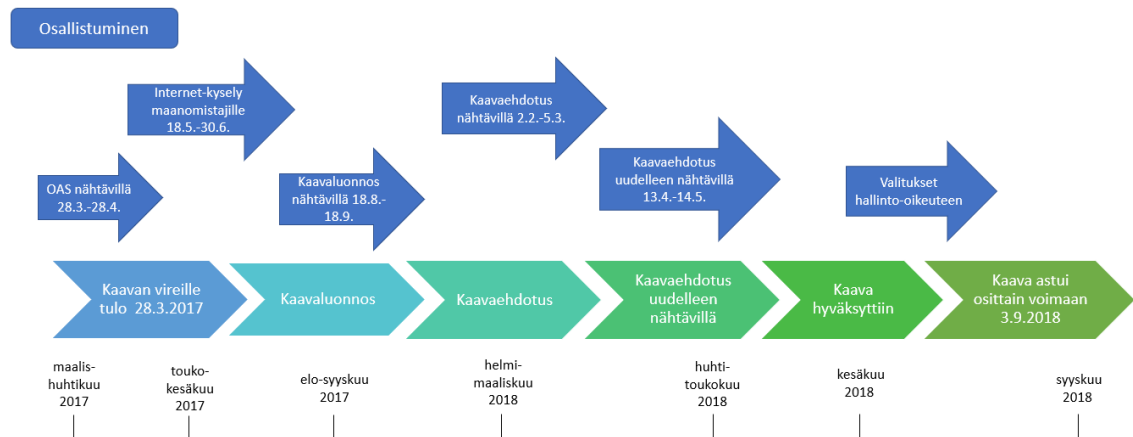 Osallistuminen
Internet-kysely
maanomistajille
18.5.-30.6.
Kaavaehdotus
nähtävillä 2.2.-5.3.
OAS nähtävillä
28.3.-28.4.
Kaavaluonnos
nähtävillä 18.8.-
18.9.
Kaavaehdotus
uudelleen nähtävillä
13.4.-14.5.
Valitukset
hallinto-oikeuteen
Kaavan vireille
tulo 28.3.2017
Kaavaluonnos
Kaavaehdotus
Kaavaehdotus
uudelleen
nähtävillä
Kaava
hyväksyttiin
Kaava astui
osittain voimaan
3.9.2018
maalis-
huhtikuu
2017
touko-
kesäkuu
2017
elo-syyskuu
2017
helmi-
maaliskuu
2018
huhti-
toukokuu
2018
kesäkuu
2018
syyskuu
2018